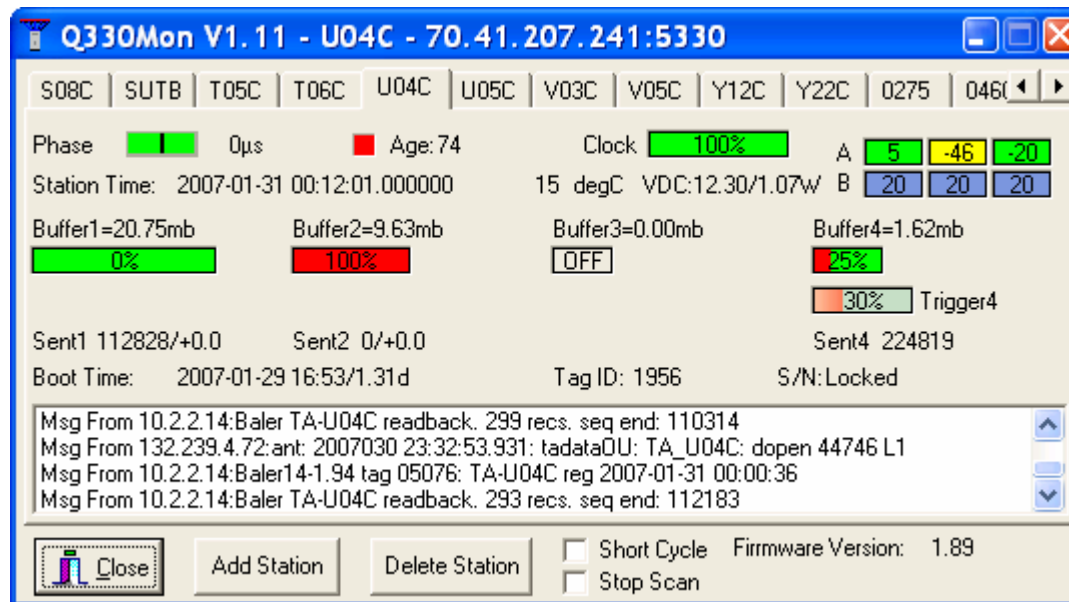 Q330Mon V1.11 - U04C - 70.41.207.241:5330
S08C SUTB T05C T06C U04C U05C V03C V05C Y12C Y22C 0275 046
Phase 0µs Age: 74 Clock 100% A 5 -46 -20
Station Time: 2007-01-31 00:12:01.000000 15 degC VDC:12.30/1.07W B 20 20 20
Buffer1=20.75mb Buffer2=9.63mb Buffer3=0.00mb Buffer4=1.62mb
0% 100% OFF 25%
30% Trigger4
Sent1 112828/+0.0 Sent2 0/+0.0 Sent4 224819
Boot Time: 2007-01-29 16:53/1.31d Tag ID: 1956 S/N:Locked
Msg From 10.2.2.14:Baler TA-U04C readback. 299 recs. seq end: 110314
Msg From 132.239.4.72:ant: 2007030 23:32:53.931: tadataOU: TA_U04C: dopen 44746 L1
Msg From 10.2.2.14:Baler14-1.94 tag 05076: TA-U04C reg 2007-01-31 00:00:36
Msg From 10.2.2.14:Baler TA-U04C readback. 293 recs. seq end: 112183
Close Add Station Delete Station Short Cycle Firmware Version: 1.89
Stop Scan